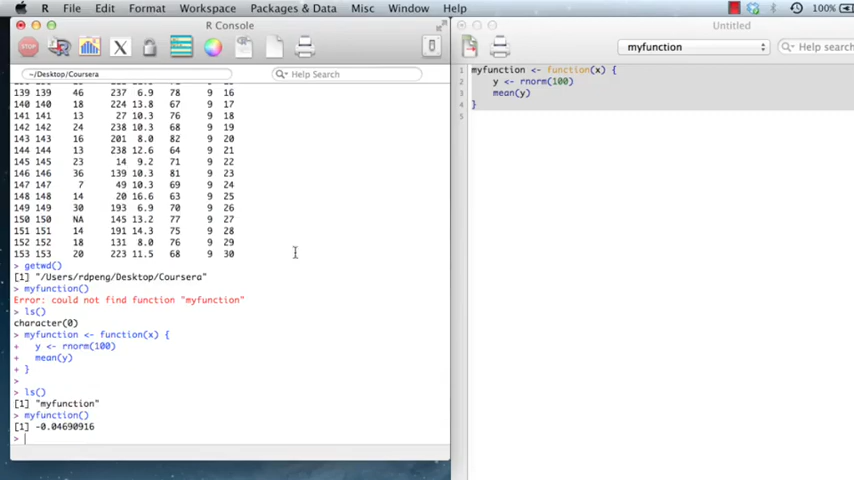 R File Edit Format Workspace Packages & Data Misc Window Help 100%
R Console
STOP
~/Desktop/Coursera Help Search
139 139 46 237 6.9 78 9 16
140 140 18 224 13.8 67 9 17
141 141 13 27 10.3 76 9 18
142 142 24 238 10.3 68 9 19
143 143 16 201 8.0 82 9 20
144 144 13 238 12.6 64 9 21
145 145 23 14 9.2 71 9 22
146 146 36 139 10.3 81 9 23
147 147 7 49 10.3 69 9 24
148 148 14 20 16.6 63 9 25
149 149 30 193 6.9 70 9 26
150 150 NA 145 13.2 77 9 27
151 151 14 191 14.3 75 9 28
152 152 18 131 8.0 76 9 29
153 153 20 223 11.5 68 9 30
> getwd()
[1] "/Users/rdpeng/Desktop/Coursera"
> myfunction()
Error: could not find function "myfunction"
> ls()
character(0)
> myfunction <- function(x) {
+ y <- rnorm(100)
+ mean(y)
+ }
>
> ls()
[1] "myfunction"
> myfunction()
[1] -0.04690916
>
Untitled
myfunction Help search
1 myfunction <- function(x) {
2 y <- rnorm(100)
3 mean(y)
4 }
5